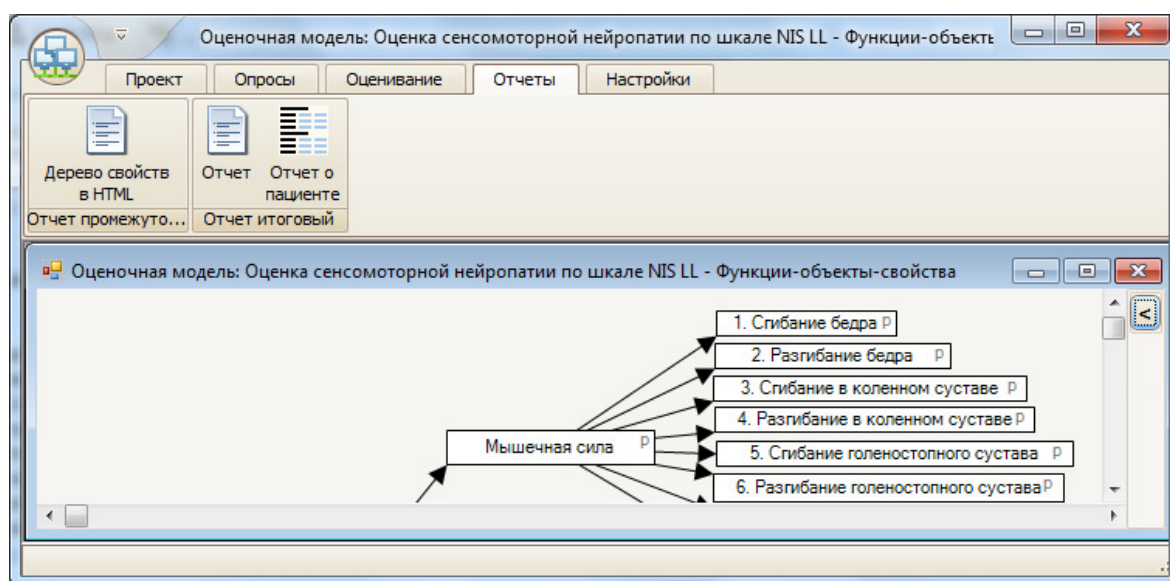 Оценочная модель: Оценка сенсомоторной нейропатии по шкале NIS LL - Функции-объекты
Проект Опросы Оценивание Отчеты Настройки
Дерево свойств
в HTML
Отчет
Отчет о
пациенте
Отчет промежуто... Отчет итоговый
Оценочная модель: Оценка сенсомоторной нейропатии по шкале NIS LL - Функции-объекты-свойства
<
1. Сгибание бедра p
2. Разгибание бедра p
3. Сгибание в коленном суставе p
4. Разгибание в коленном суставе p
Мышечная сила p
5. Сгибание голеностопного сустава p
6. Разгибание голеностопного сустава p